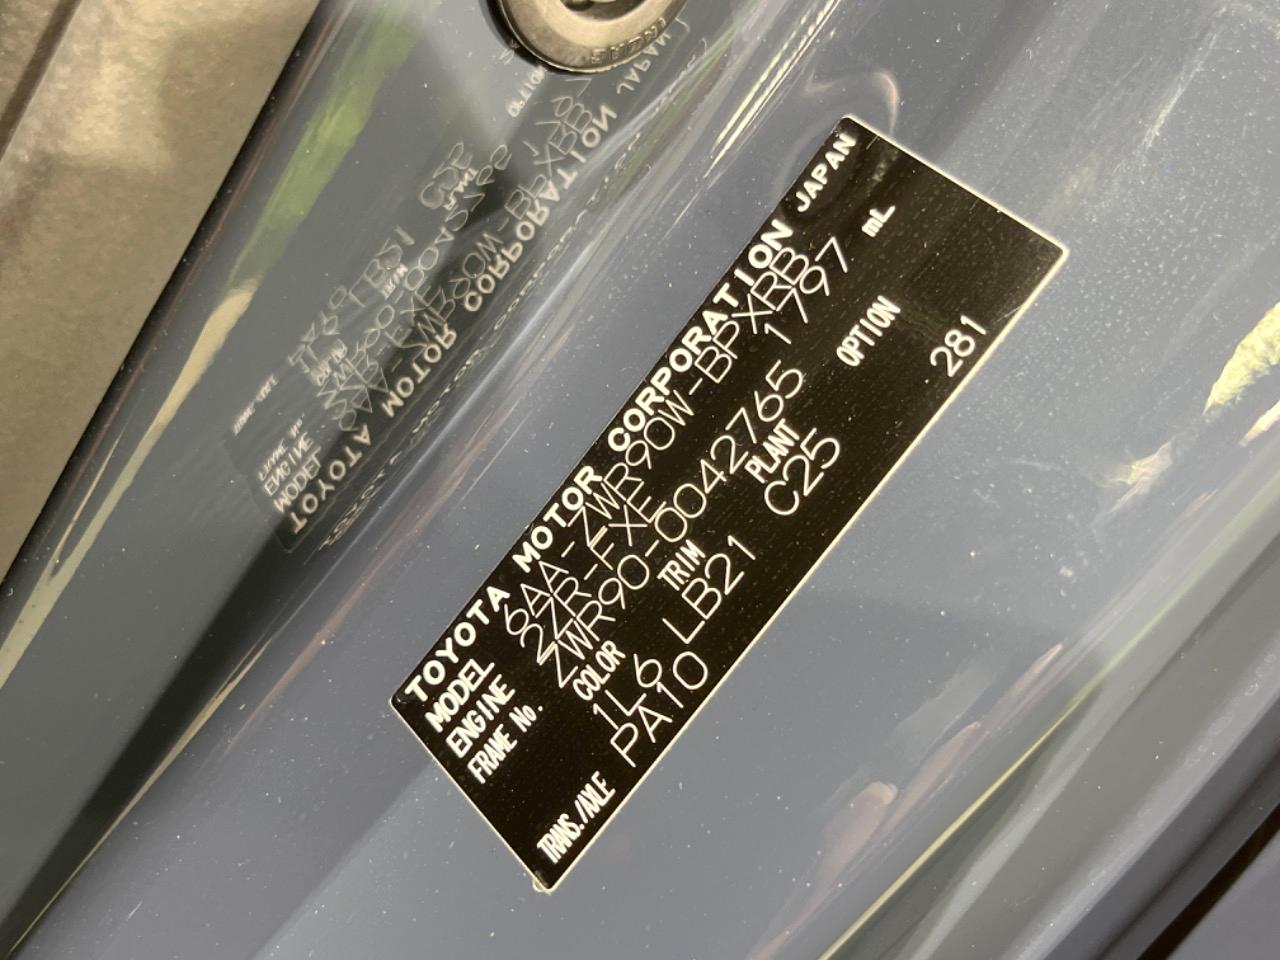 TOYOTA MOTOR CORPORATION JAPAN
MODEL 6AA-ZWR90W-BPXRB
ENGINE 2ZR-FXE 1797 mL
FRAME No. ZWR90-0042765
COLOR TRIM PLANT OPTION
1L6 LB21 C25 281
TRANS./AXLE PA10